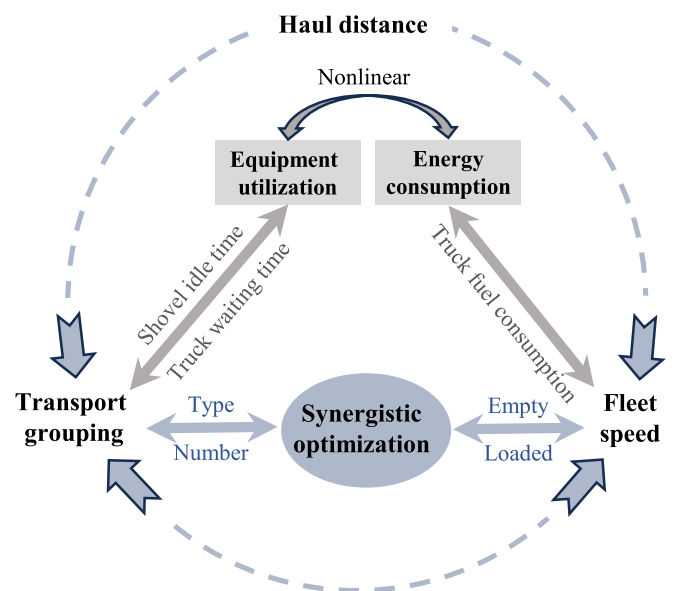 Haul distance
Nonlinear
Equipment
utilization
Energy
consumption
Shovel idle time
Truck waiting time
Truck fuel consumption
Transport
grouping
Type
Number
Synergistic
optimization
Empty
Loaded
Fleet
speed